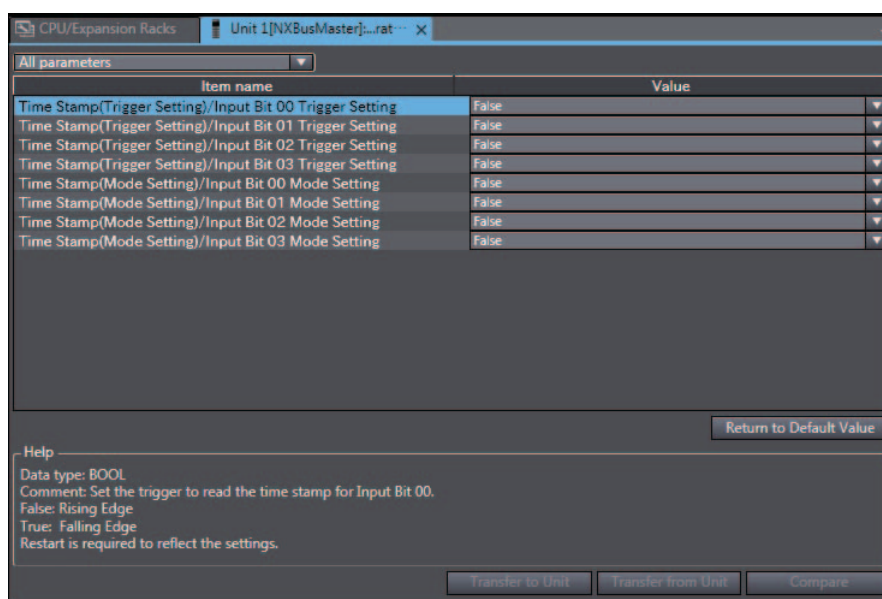 CPU/Expansion Racks
Unit 1[NXBusMaster]:...rat...
All parameters
Item name Value
Time Stamp(Trigger Setting)/Input Bit 00 Trigger Setting False
Time Stamp(Trigger Setting)/Input Bit 01 Trigger Setting False
Time Stamp(Trigger Setting)/Input Bit 02 Trigger Setting False
Time Stamp(Trigger Setting)/Input Bit 03 Trigger Setting False
Time Stamp(Mode Setting)/Input Bit 00 Mode Setting False
Time Stamp(Mode Setting)/Input Bit 01 Mode Setting False
Time Stamp(Mode Setting)/Input Bit 02 Mode Setting False
Time Stamp(Mode Setting)/Input Bit 03 Mode Setting False
Return to Default Value
Help
Data type: BOOL
Comment: Set the trigger to read the time stamp for Input Bit 00.
False: Rising Edge
True: Falling Edge
Restart is required to reflect the settings.
Transfer to Unit Transfer from Unit Compare